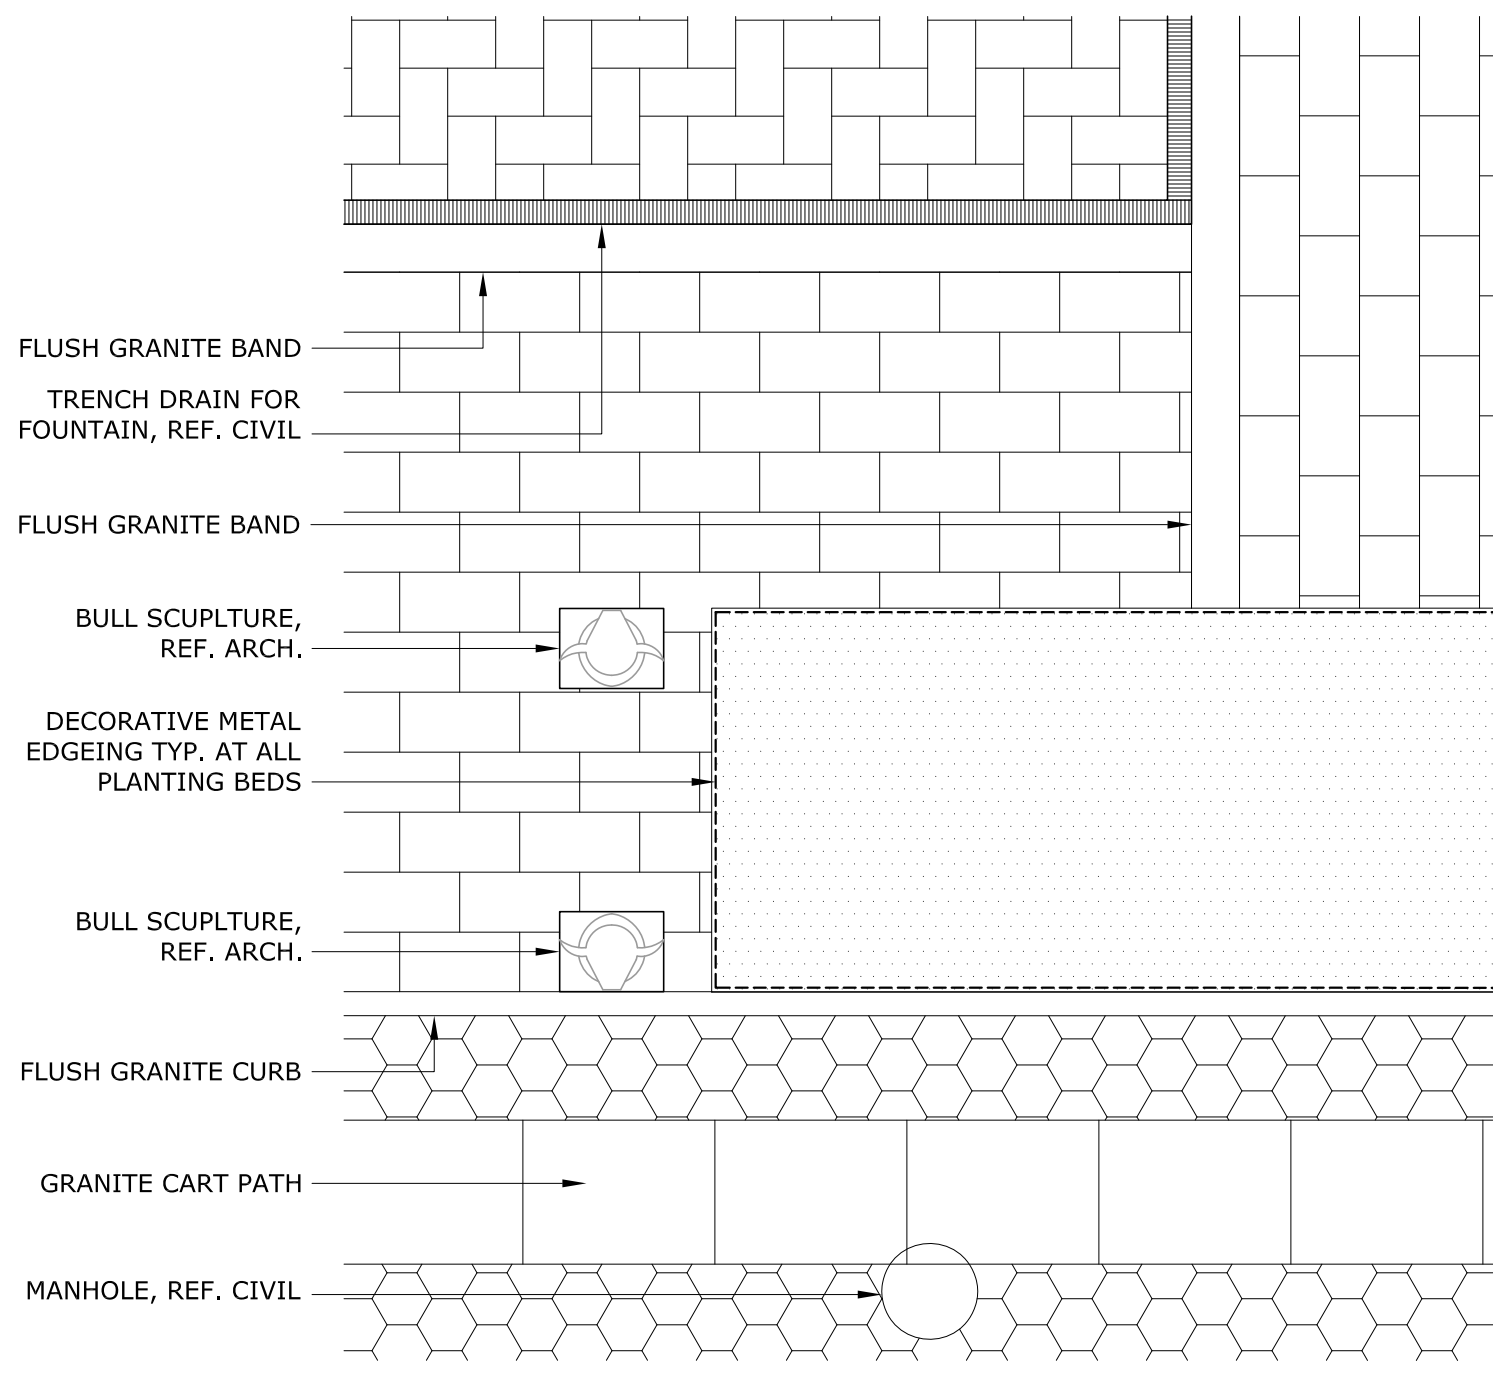 FLUSH GRANITE BAND
TRENCH DRAIN FOR
FOUNTAIN, REF. CIVIL
FLUSH GRANITE BAND
BULL SCUPLTURE,
REF. ARCH.
DECORATIVE METAL
EDGEING TYP. AT ALL
PLANTING BEDS
BULL SCUPLTURE,
REF. ARCH.
FLUSH GRANITE CURB
GRANITE CART PATH
MANHOLE, REF. CIVIL